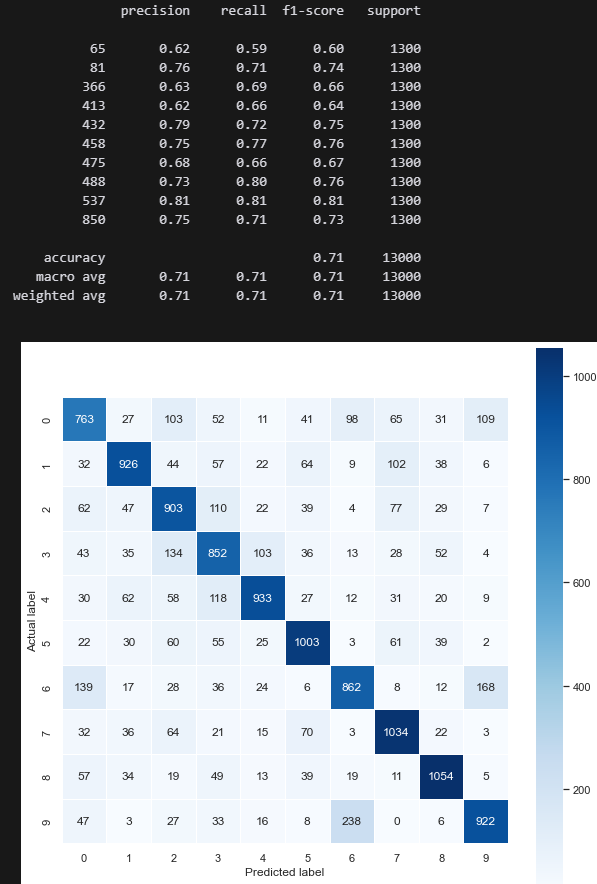 precision recall f1-score support
65 0.62 0.59 0.60 1300
81 0.76 0.71 0.74 1300
366 0.63 0.69 0.66 1300
413 0.62 0.66 0.64 1300
432 0.79 0.72 0.75 1300
458 0.75 0.77 0.76 1300
475 0.68 0.66 0.67 1300
488 0.73 0.80 0.76 1300
537 0.81 0.81 0.81 1300
850 0.75 0.71 0.73 1300
accuracy 0.71 13000
macro avg 0.71 0.71 0.71 13000
weighted avg 0.71 0.71 0.71 13000
Actual label
0 763 27 103 52 11 41 98 65 31 109
1 32 926 44 57 22 64 9 102 38 6
2 62 47 903 110 22 39 4 77 29 7
3 43 35 134 852 103 36 13 28 52 4
4 30 62 58 118 933 27 12 31 20 9
5 22 30 60 55 25 1003 3 61 39 2
6 139 17 28 36 24 6 862 8 12 168
7 32 36 64 21 15 70 3 1034 22 3
8 57 34 19 49 13 39 19 11 1054 5
9 47 3 27 33 16 8 238 0 6 922
0 1 2 3 4 5 6 7 8 9
Predicted label
1000
800
600
400
200